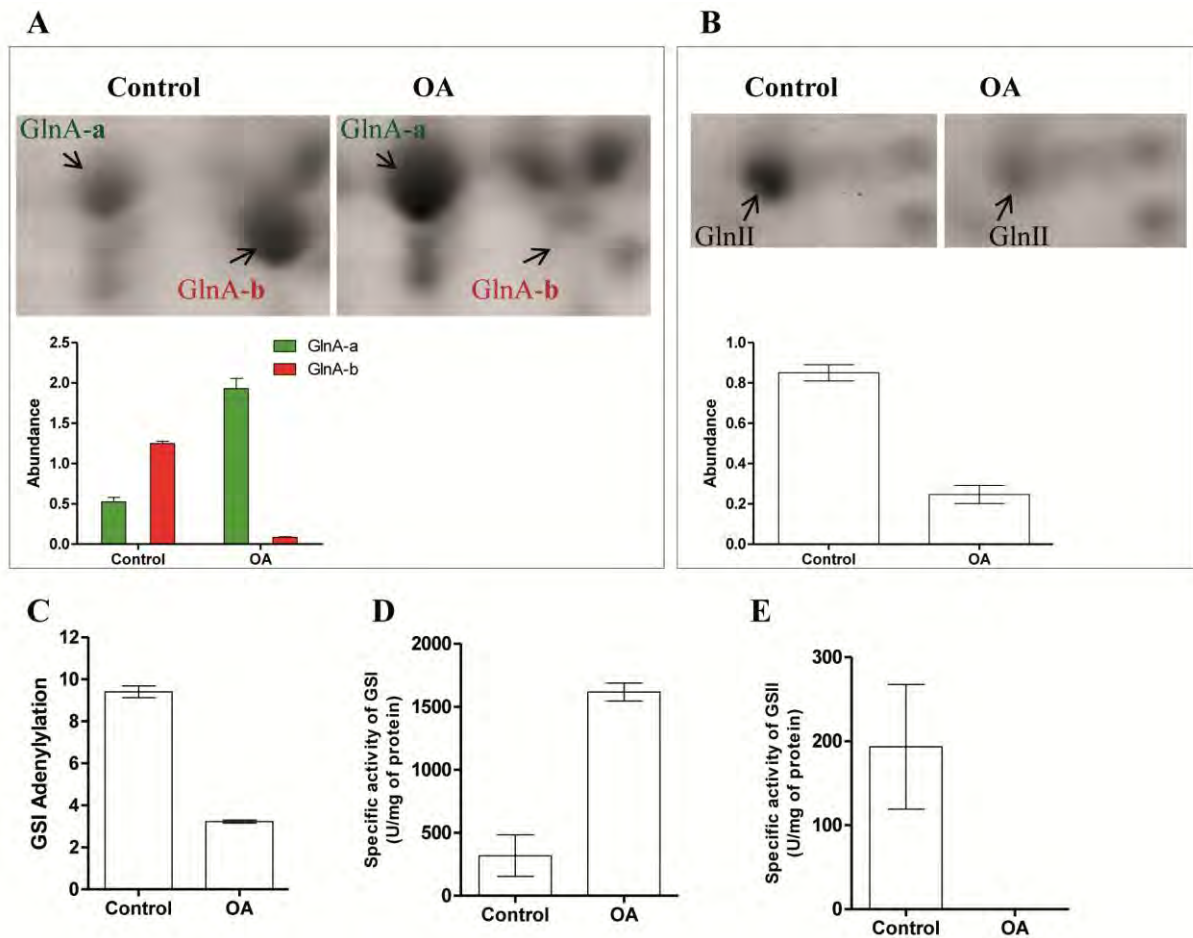 A
B
Control OA
Control OA
GlnA-a GlnA-a
GlnA-b GlnA-b
GlnII GlnII
2.5
2.0
1.5
1.0
0.5
0.0
Abundance
GlnA-a
GlnA-b
Control OA
1.0
0.8
0.6
0.4
0.2
0.0
Abundance
Control OA
C
12
10
8
6
4
2
0
GSI Adenylylation
Control OA
D
2000
1500
1000
500
0
Specific activity of GSI
(U/mg of protein)
Control OA
E
300
200
100
0
Specific activity of GSII
(U/mg of protein)
Control OA